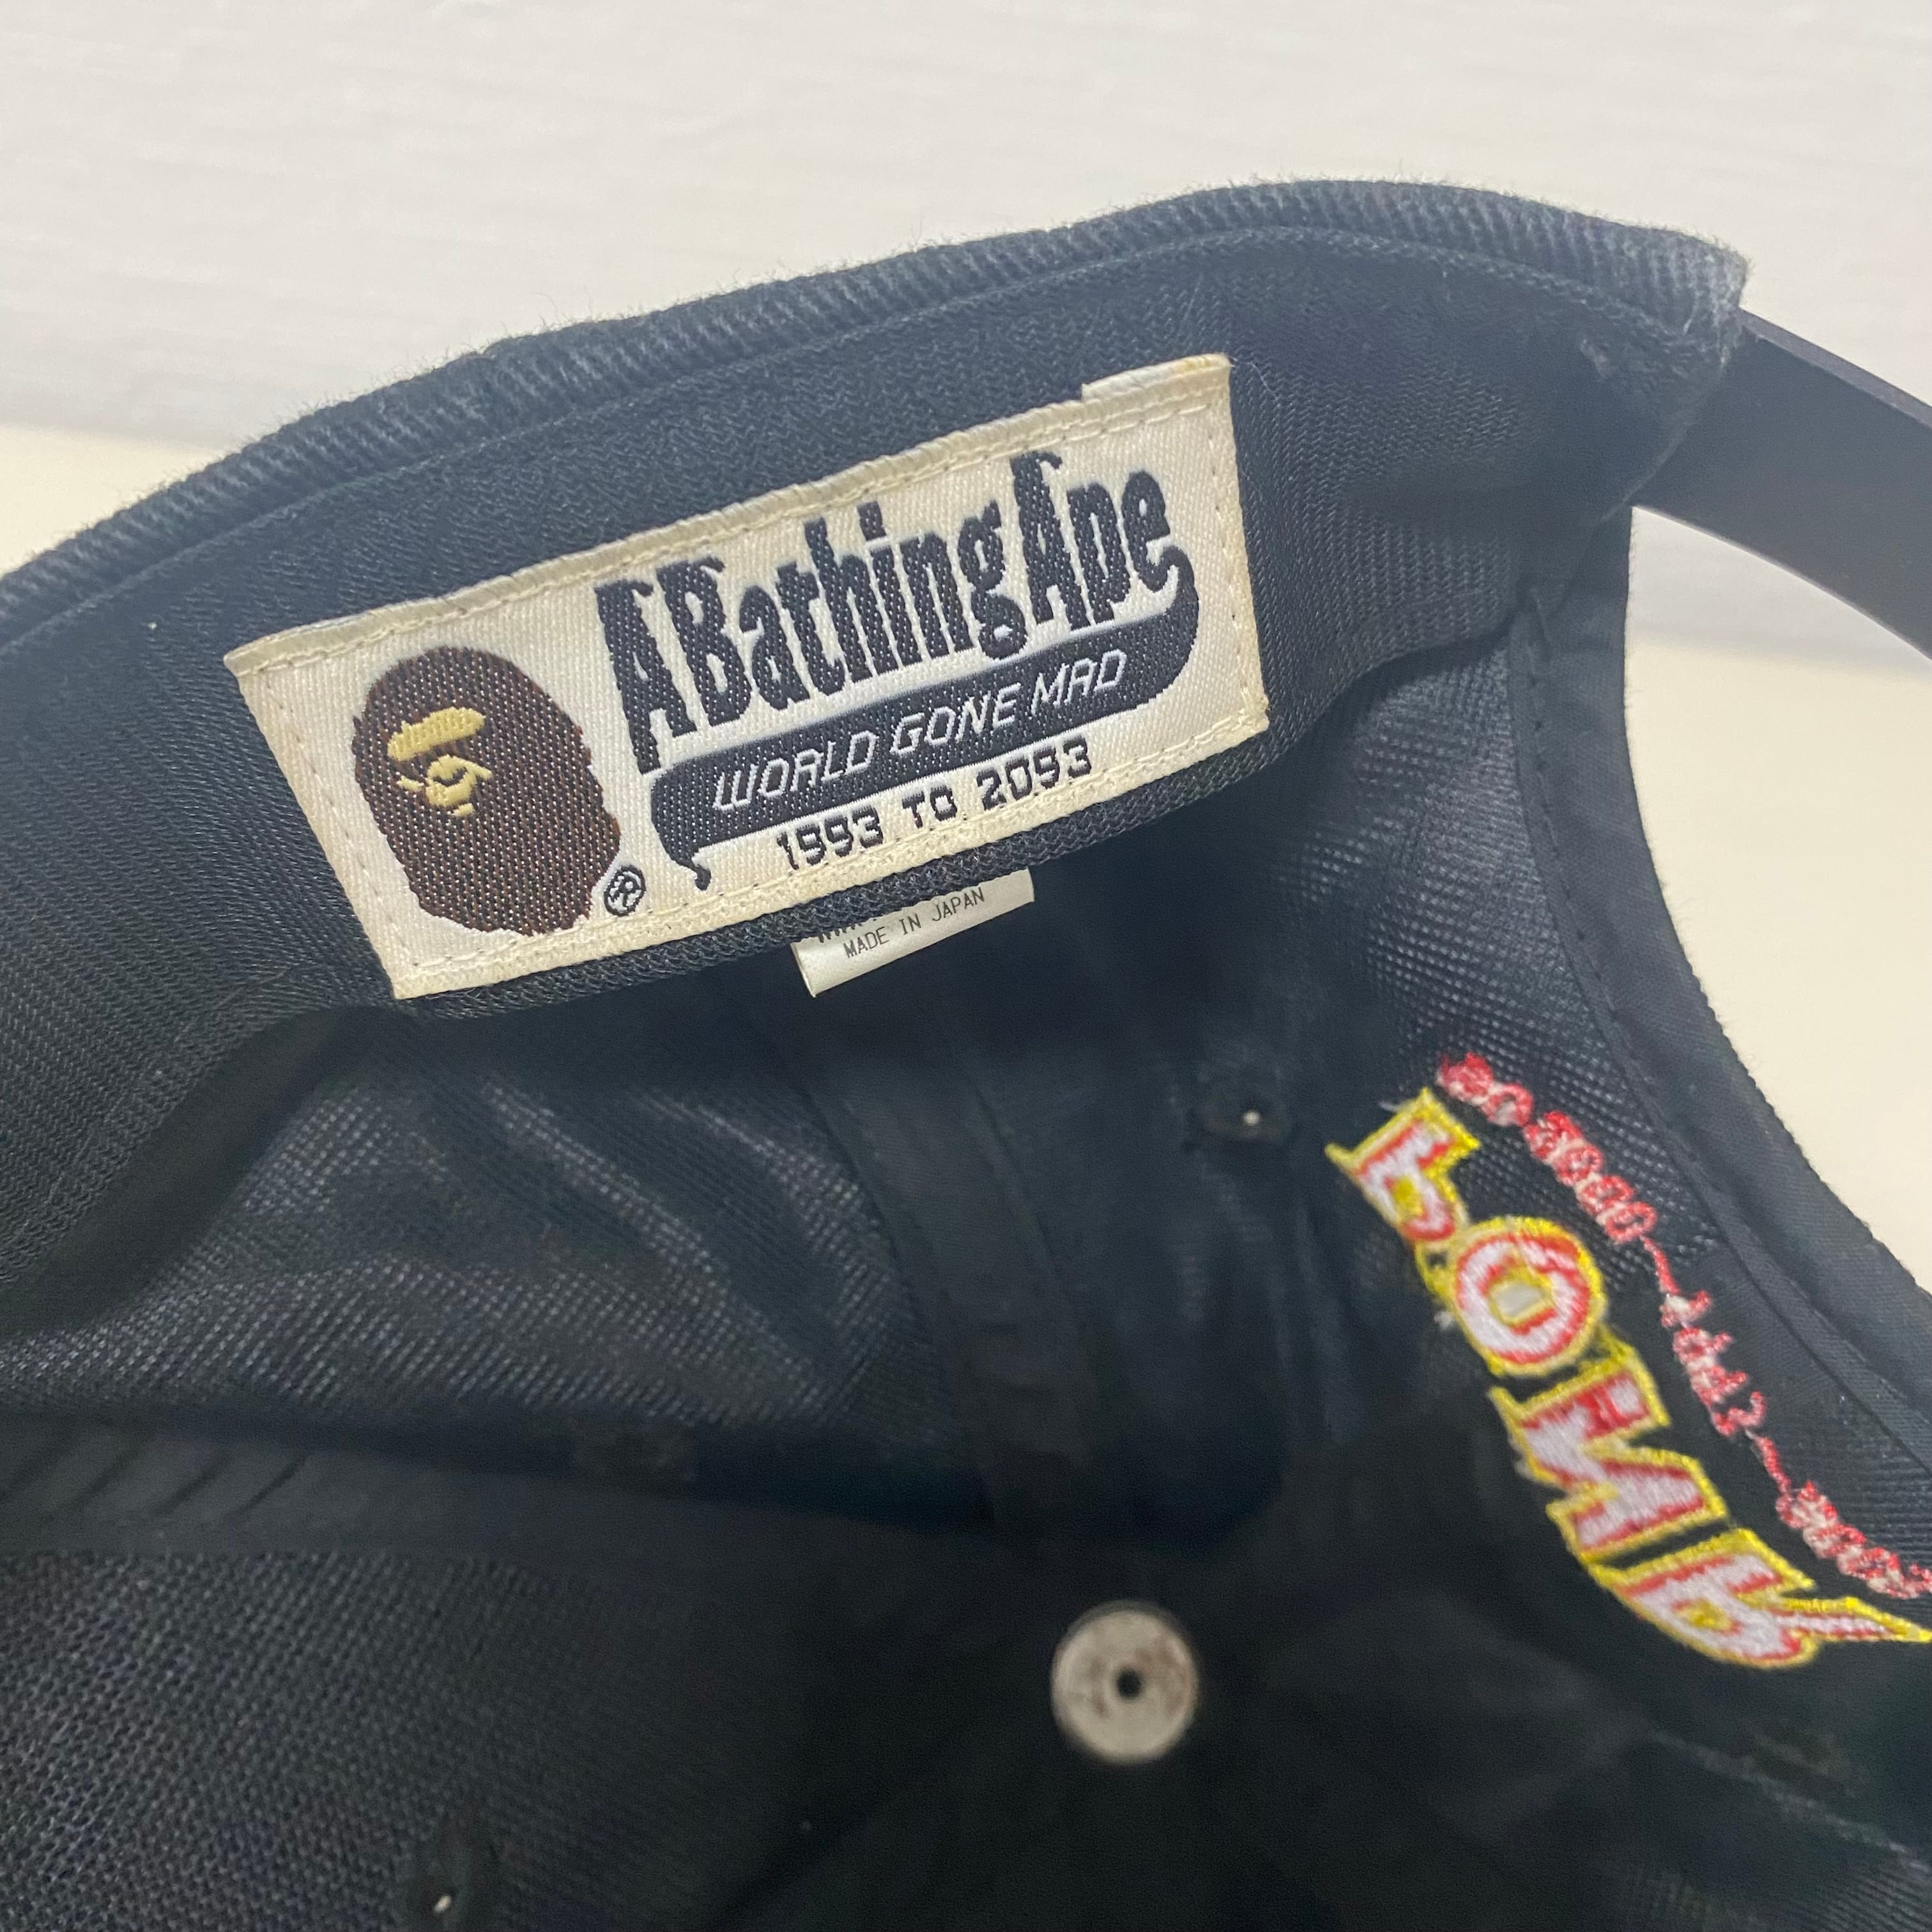 A Bathing Ape
WORLD GONE MAD
1993 TO 2093
®
MADE IN JAPAN